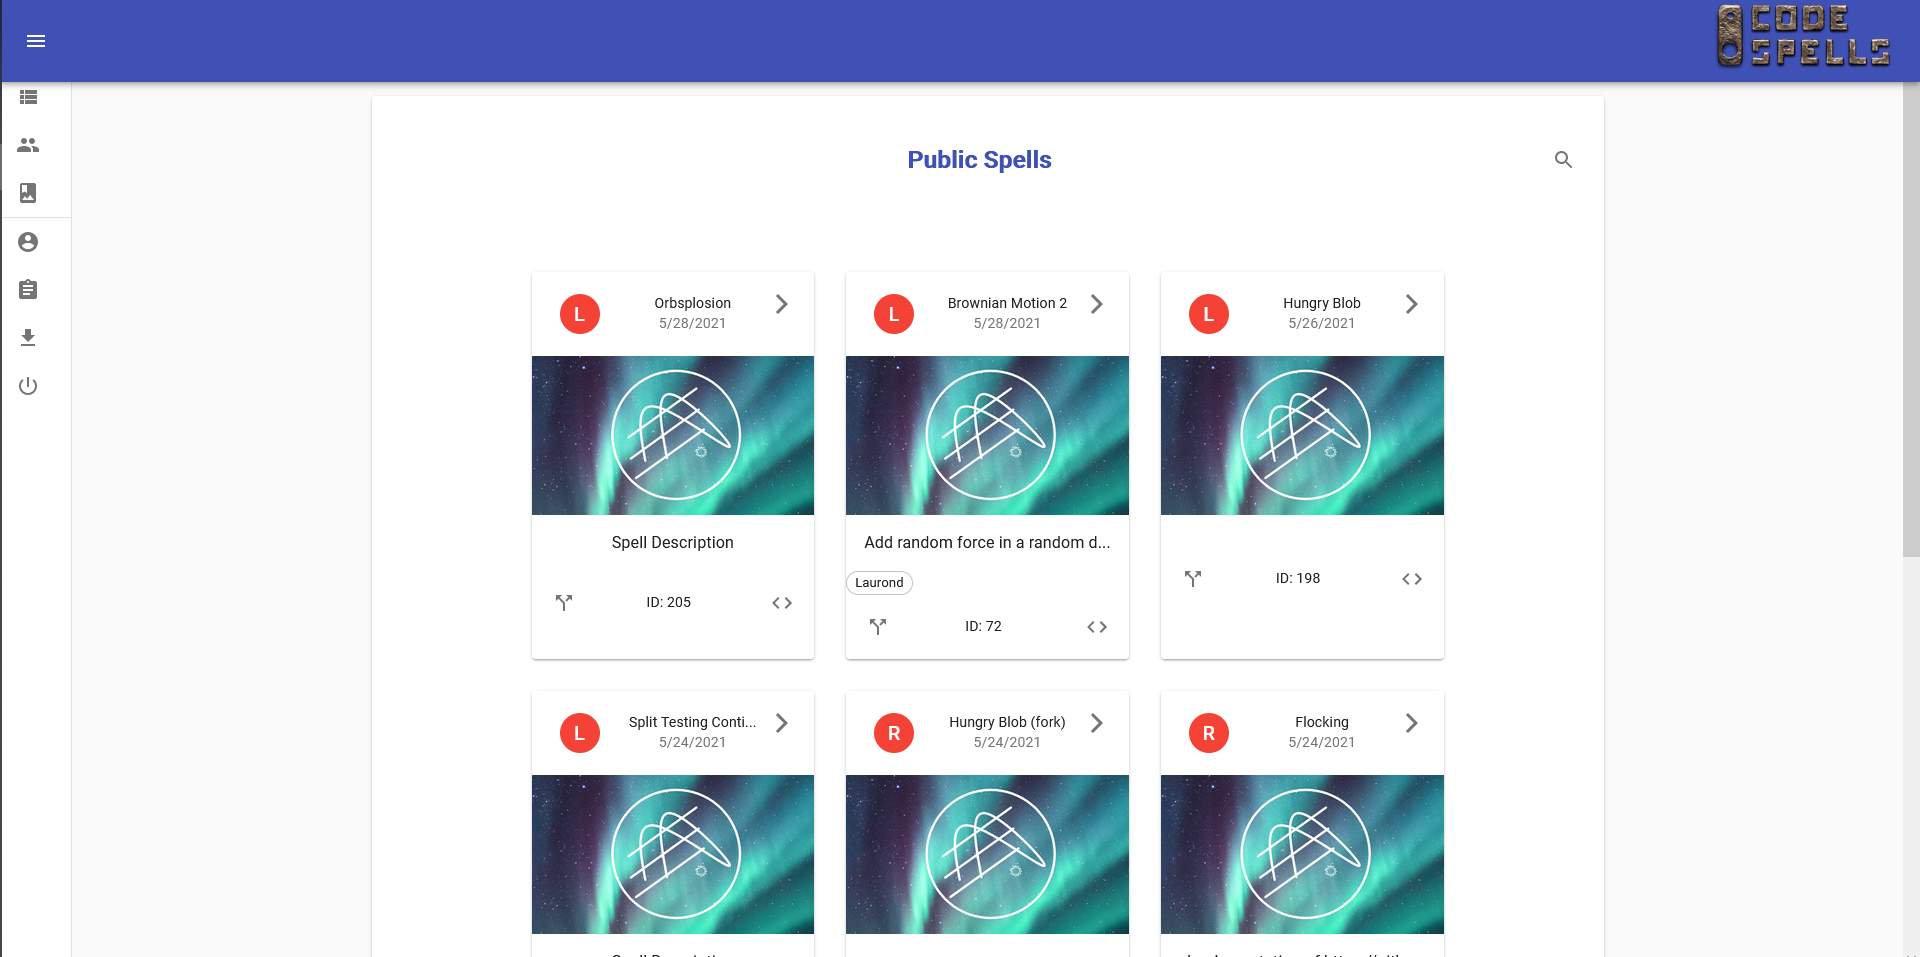 CODE
SPELLS
Public Spells
L
Orbsplosion
5/28/2021
L
Brownian Motion 2
5/28/2021
L
Hungry Blob
5/26/2021
Spell Description
ID: 205
Add random force in a random d...
Laurond
ID: 72
ID: 198
L
Split Testing Conti...
5/24/2021
R
Hungry Blob (fork)
5/24/2021
R
Flocking
5/24/2021